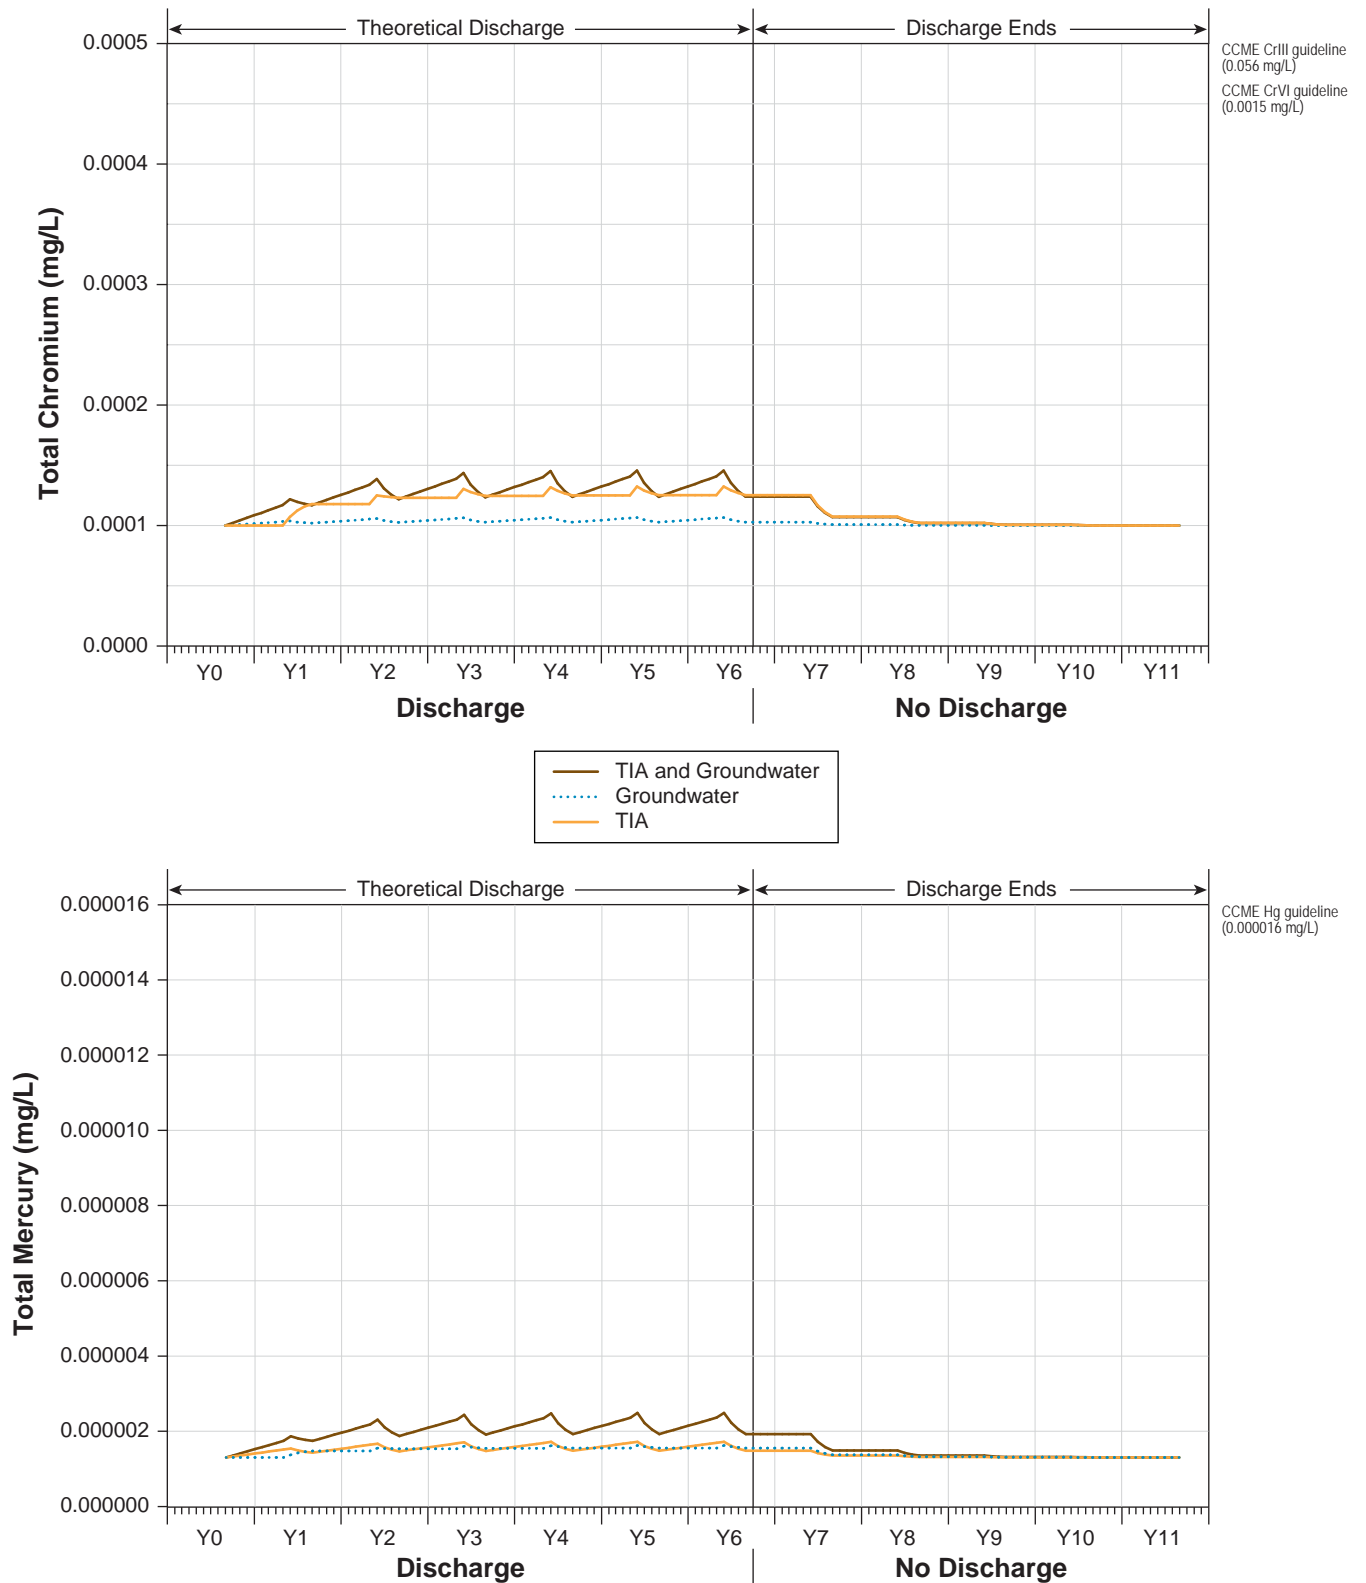 Theoretical Discharge
Discharge Ends
0.0005
0.0004
0.0003
0.0002
0.0001
0.0000
Total Chromium (mg/L)
CCME CrIII guideline
(0.056 mg/L)
CCME CrVI guideline
(0.0015 mg/L)
Y0 Y1 Y2 Y3 Y4 Y5 Y6 Y7 Y8 Y9 Y10 Y11
Discharge
No Discharge
TIA and Groundwater
Groundwater
TIA
Theoretical Discharge
Discharge Ends
0.000016
0.000014
0.000012
0.000010
0.000008
0.000006
0.000004
0.000002
0.000000
Total Mercury (mg/L)
CCME Hg guideline
(0.000016 mg/L)
Y0 Y1 Y2 Y3 Y4 Y5 Y6 Y7 Y8 Y9 Y10 Y11
Discharge
No Discharge